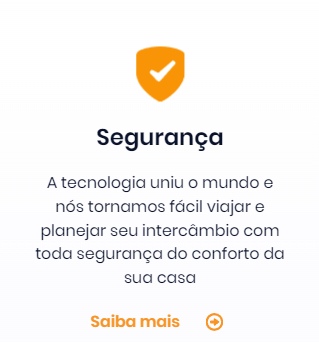 Segurança
A tecnologia uniu o mundo e
nós tornamos fácil viajar e
planejar seu intercâmbio com
toda segurança do conforto da
sua casa
Saiba mais